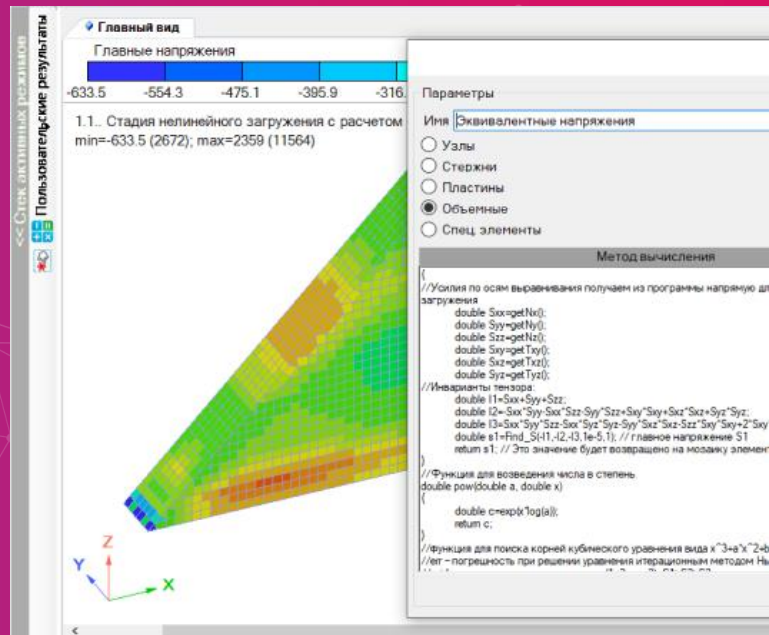 << Стек активных режимов
Пользовательские результаты
Главный вид
Главные напряжения
-633.5 -554.3 -475.1 -395.9 -316.
1.1.. Стадия нелинейного загружения с расчетом
min=-633.5 (2672); max=2359 (11564)
Z
Y
X
<
Параметры
Имя Эквивалентные напряжения
Узлы
Стержни
Пластины
Объемные
Спец. элементы
Метод вычисления
{
//Усилия по осям выравнивания получаем из программы напрямую дл
загружения
double Sxx=getNx();
double Syy=getNy();
double Szz=getNz();
double Sxy=getTxy();
double Sxz=getTxz();
double Syz=getTyz();
//Инварианты тензора:
double I1=Sxx+Syy+Szz;
double I2=-Sxx*Syy-Sxx*Szz-Syy*Szz+Sxy*Sxy+Sxz*Sxz+Syz*Syz;
double I3=Sxx*Syy*Szz-Sxx*Syz*Syz-Syy*Sxz*Sxz-Szz*Sxy*Sxy+2*Sxy
double s1=Find_S(-I1,-I2,-I3,1e-5,1); // главное напряжение S1
return s1; // Это значение будет возвращено на мозаику элемент
}
//Функция для возведения числа в степень
double pow(double a, double x)
{
double c=exp(x*log(a));
return c;
}
//функция для поиска корней кубического уравнения вида x^3+a*x^2+b
//err – погрешность при решении уравнения итерационным методом Нь